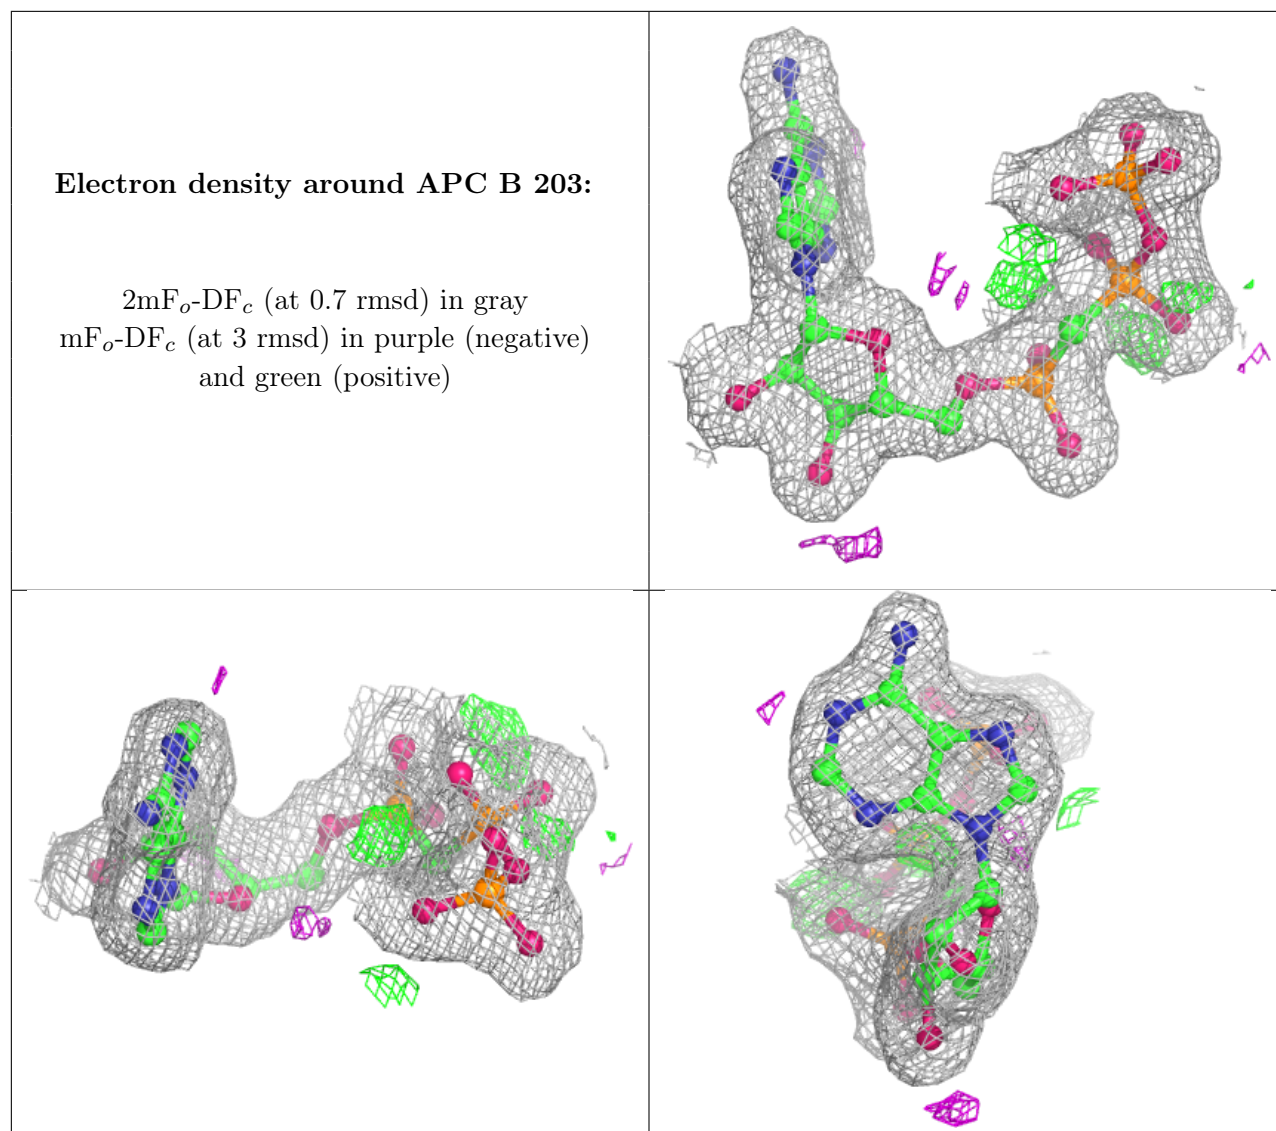 Electron density around APC B 203:
2mFo-DFc (at 0.7 rmsd) in gray
mFo-DFc (at 3 rmsd) in purple (negative)
and green (positive)